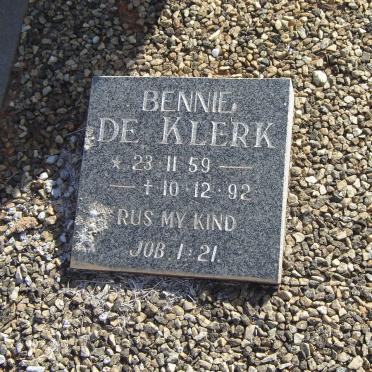 BENNIE
DE KLERK
* 23·11·59 —
— † 10·12·92
RUS MY KIND
JOB 1:21